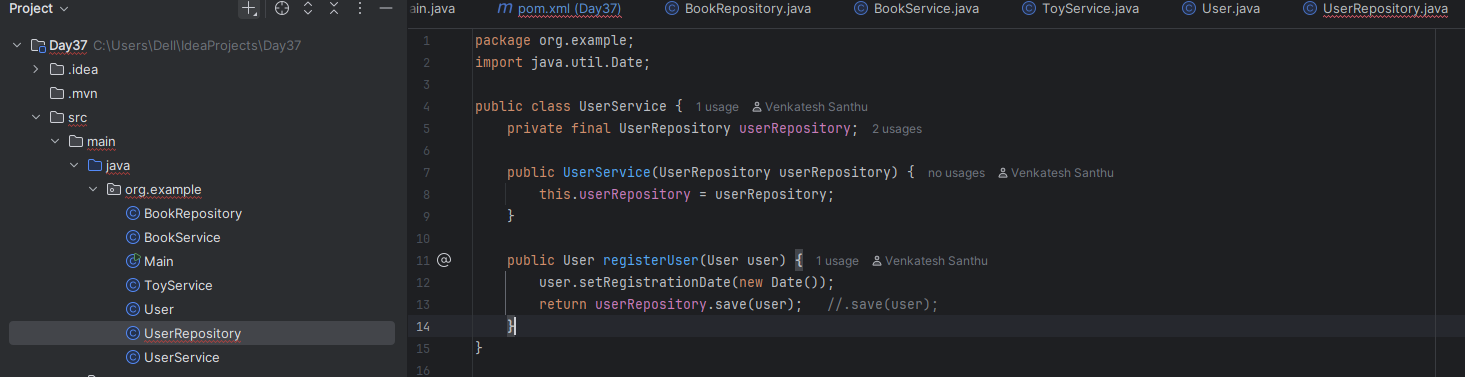 Project
Day37 C:\Users\Dell\IdeaProjects\Day37
.idea
.mvn
src
main
java
org.example
BookRepository
BookService
Main
ToyService
User
UserRepository
UserService
ain.java pom.xml (Day37) BookRepository.java BookService.java ToyService.java User.java UserRepository.java
1 package org.example;
2 import java.util.Date;
3
4 public class UserService { 1 usage Venkatesh Santhu
5 private final UserRepository userRepository; 2 usages
6
7 public UserService(UserRepository userRepository) { no usages Venkatesh Santhu
8 this.userRepository = userRepository;
9 }
10
11 @ public User registerUser(User user) { 1 usage Venkatesh Santhu
12 user.setRegistrationDate(new Date());
13 return userRepository.save(user); //.save(user);
14 }
15 }
16